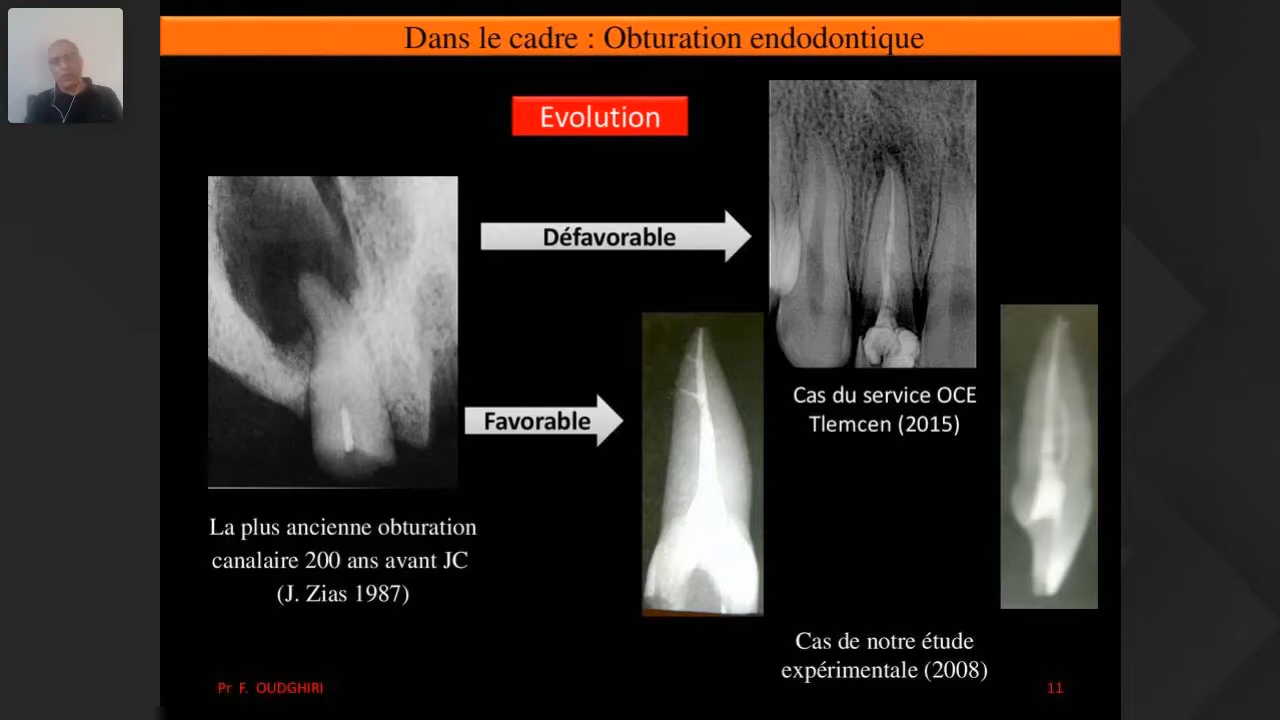 Dans le cadre : Obturation endodontique
Evolution
Défavorable
Favorable
Cas du service OCE
Tlemcen (2015)
La plus ancienne obturation
canalaire 200 ans avant JC
(J. Zias 1987)
Cas de notre étude
expérimentale (2008)
Pr F. OUDGHIRI
11